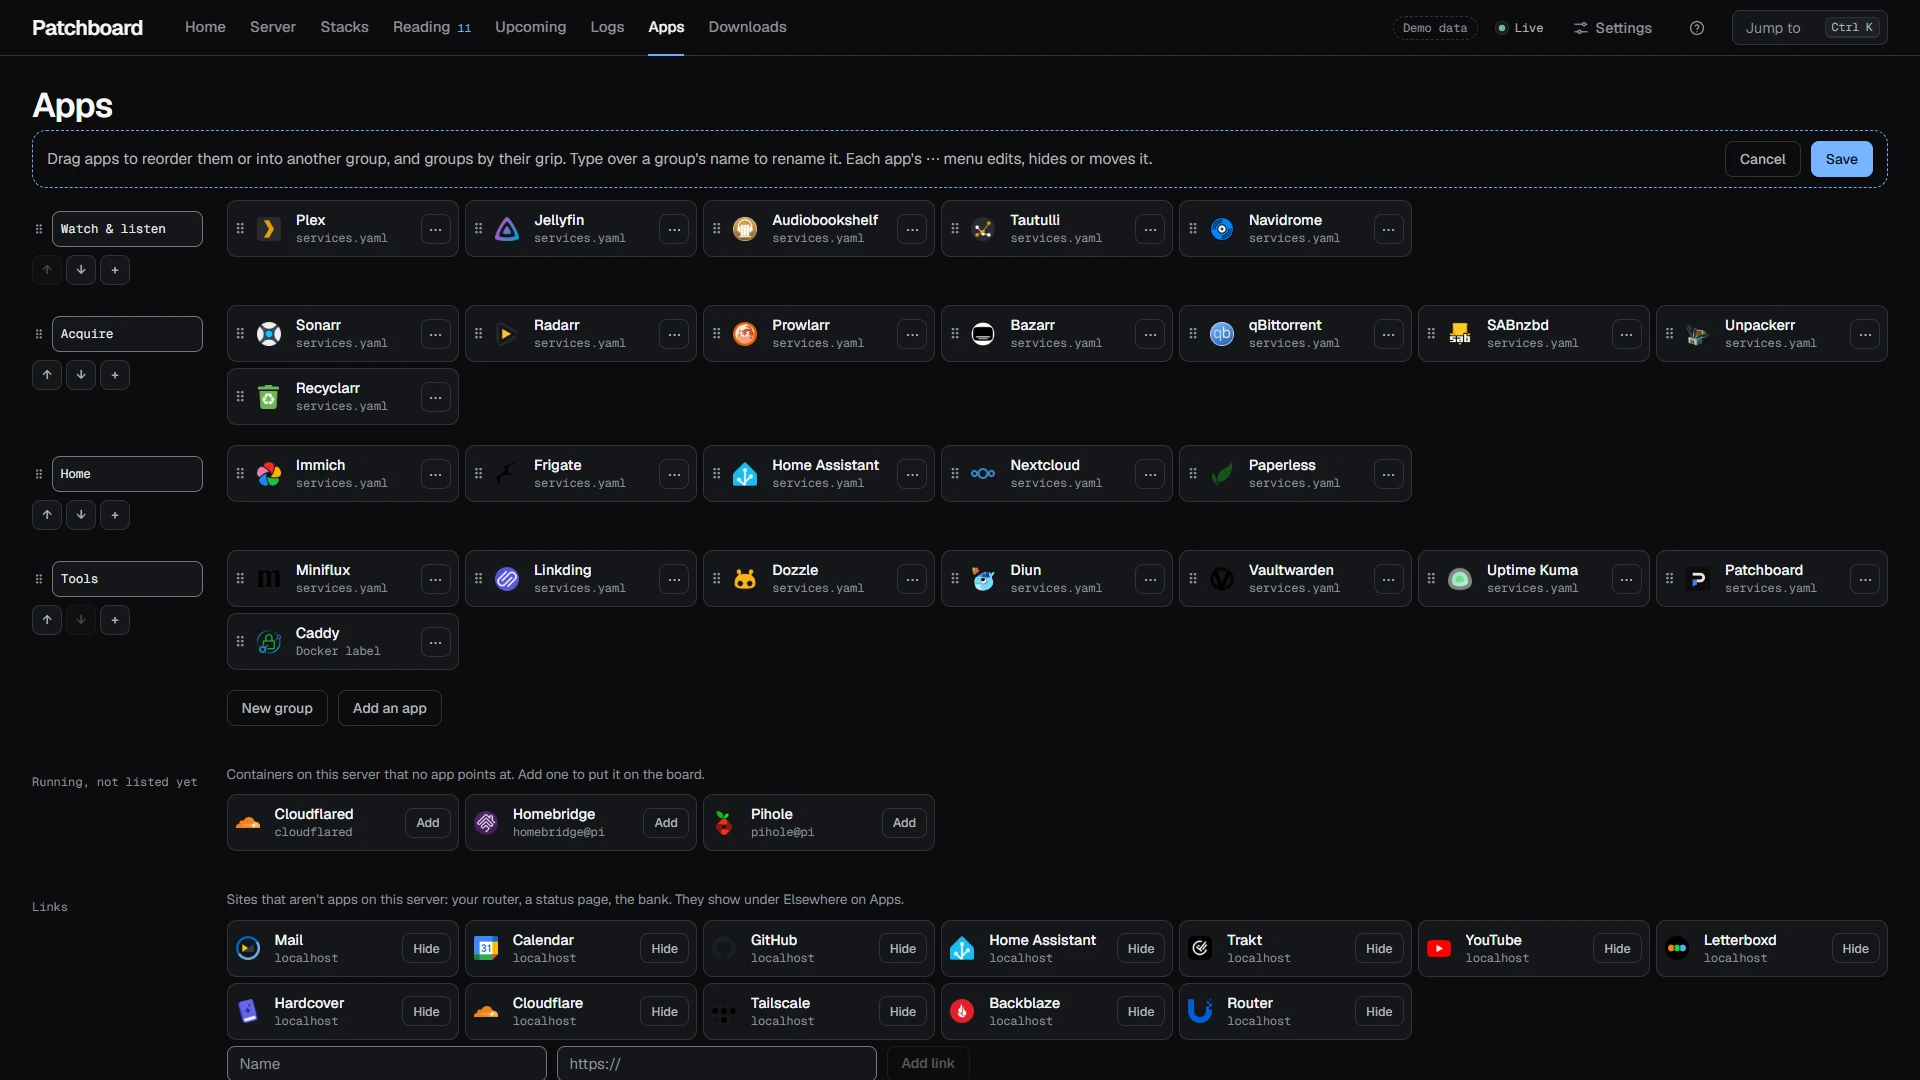 Patchboard
Home Server Stacks Reading 11 Upcoming Logs Apps Downloads
Demo data Live Settings Jump to Ctrl K
Apps
Drag apps to reorder them or into another group, and groups by their grip. Type over a group's name to rename it. Each app's ··· menu edits, hides or moves it.
Cancel Save
Watch & listen
Plex Jellyfin Audiobookshelf Tautulli Navidrome
services.yaml services.yaml services.yaml services.yaml services.yaml
Acquire
Sonarr Radarr Prowlarr Bazarr qBittorrent SABnzbd Unpackerr
services.yaml services.yaml services.yaml services.yaml services.yaml services.yaml services.yaml
Recyclarr
services.yaml
Home
Immich Frigate Home Assistant Nextcloud Paperless
services.yaml services.yaml services.yaml services.yaml services.yaml
Tools
Miniflux Linkding Dozzle Diun Vaultwarden Uptime Kuma Patchboard
services.yaml services.yaml services.yaml services.yaml services.yaml services.yaml services.yaml
Caddy
Docker label
New group Add an app
Running, not listed yet
Containers on this server that no app points at. Add one to put it on the board.
Cloudflared Add Homebridge Add Pihole Add
cloudflared homebridge@pi pihole@pi
Links
Sites that aren't apps on this server: your router, a status page, the bank. They show under Elsewhere on Apps.
Mail Hide Calendar Hide GitHub Hide Home Assistant Hide Trakt Hide YouTube Hide Letterboxd Hide
localhost localhost localhost localhost localhost localhost localhost
Hardcover Hide Cloudflare Hide Tailscale Hide Backblaze Hide Router Hide
localhost localhost localhost localhost localhost
Name https:// Add link